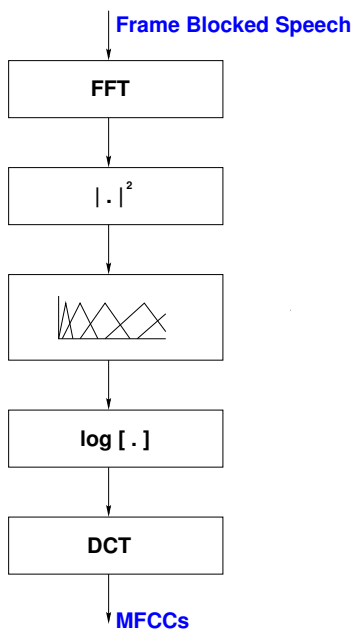 Frame Blocked Speech
FFT
| . |²
log [ . ]
DCT
MFCCs